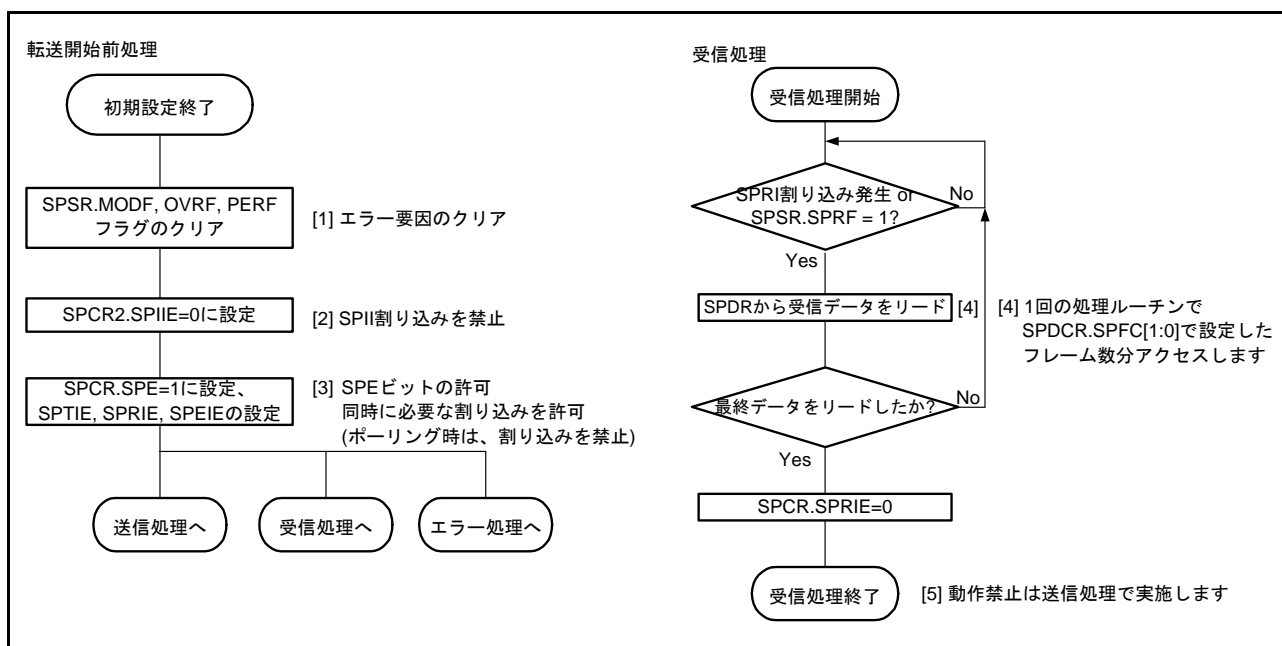 転送開始前処理
初期設定終了
SPSR.MODF, OVRF, PERF
フラグのクリア
[1] エラー要因のクリア
SPCR2.SPIIE=0に設定
[2] SPII割り込みを禁止
SPCR.SPE=1に設定、
SPTIE, SPRIE, SPEIEの設定
[3] SPEビットの許可
同時に必要な割り込みを許可
(ポーリング時は、割り込みを禁止)
送信処理へ
受信処理へ
エラー処理へ
受信処理
受信処理開始
SPRI割り込み発生 or
SPSR.SPRF = 1?
No
Yes
SPDRから受信データをリード
[4]
[4] 1回の処理ルーチンで
SPDCR.SPFC[1:0]で設定した
フレーム数分アクセスします
最終データをリードしたか?
No
Yes
SPCR.SPRIE=0
受信処理終了
[5] 動作禁止は送信処理で実施します